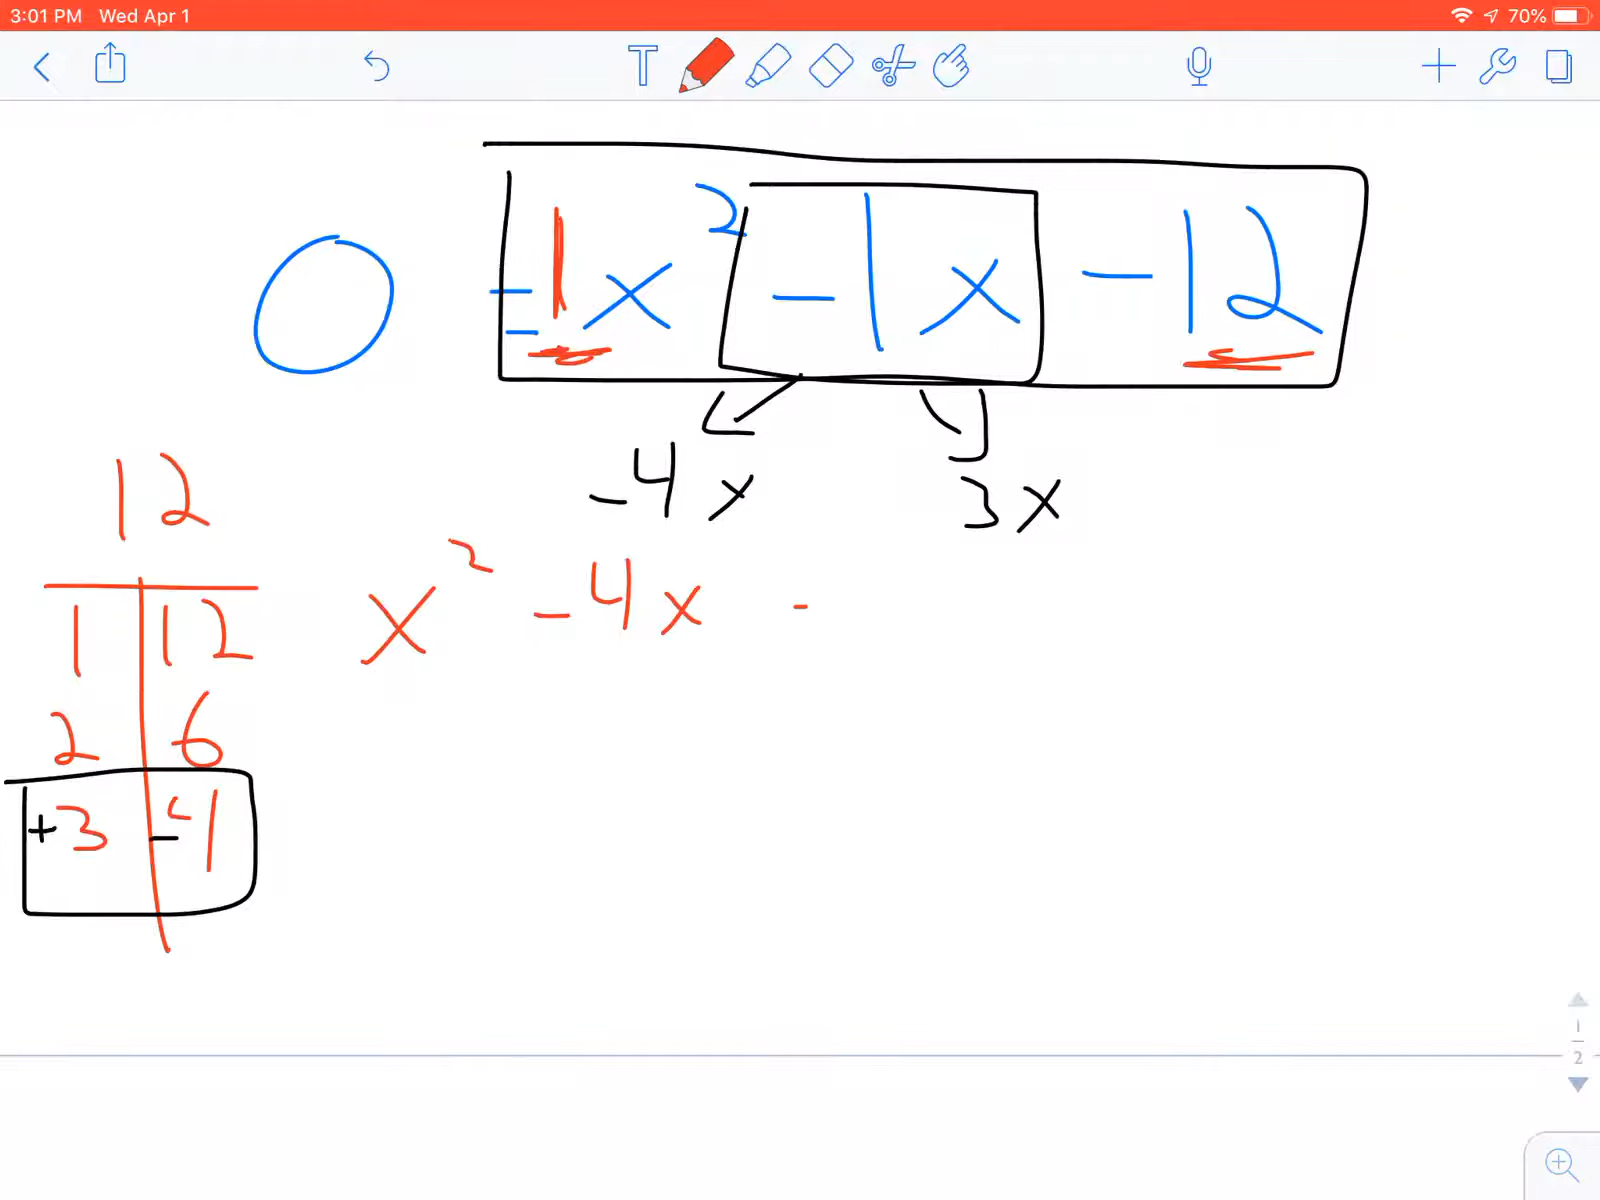 3:01 PM Wed Apr 1 70%
T
0 = 1x² - 1x - 12
-4x 3x
12
x² - 4x -
1 12
2 6
+3 -4
1
2